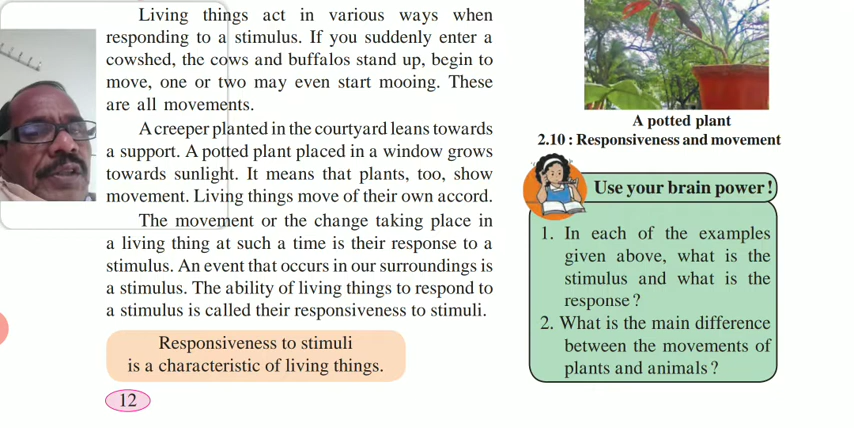 Living things act in various ways when
responding to a stimulus. If you suddenly enter a
cowshed, the cows and buffalos stand up, begin to
move, one or two may even start mooing. These
are all movements.
A creeper planted in the courtyard leans towards
a support. A potted plant placed in a window grows
towards sunlight. It means that plants, too, show
movement. Living things move of their own accord.
The movement or the change taking place in
a living thing at such a time is their response to a
stimulus. An event that occurs in our surroundings is
a stimulus. The ability of living things to respond to
a stimulus is called their responsiveness to stimuli.
Responsiveness to stimuli
is a characteristic of living things.
12
A potted plant
2.10 : Responsiveness and movement
Use your brain power !
1. In each of the examples
given above, what is the
stimulus and what is the
response ?
2. What is the main difference
between the movements of
plants and animals ?